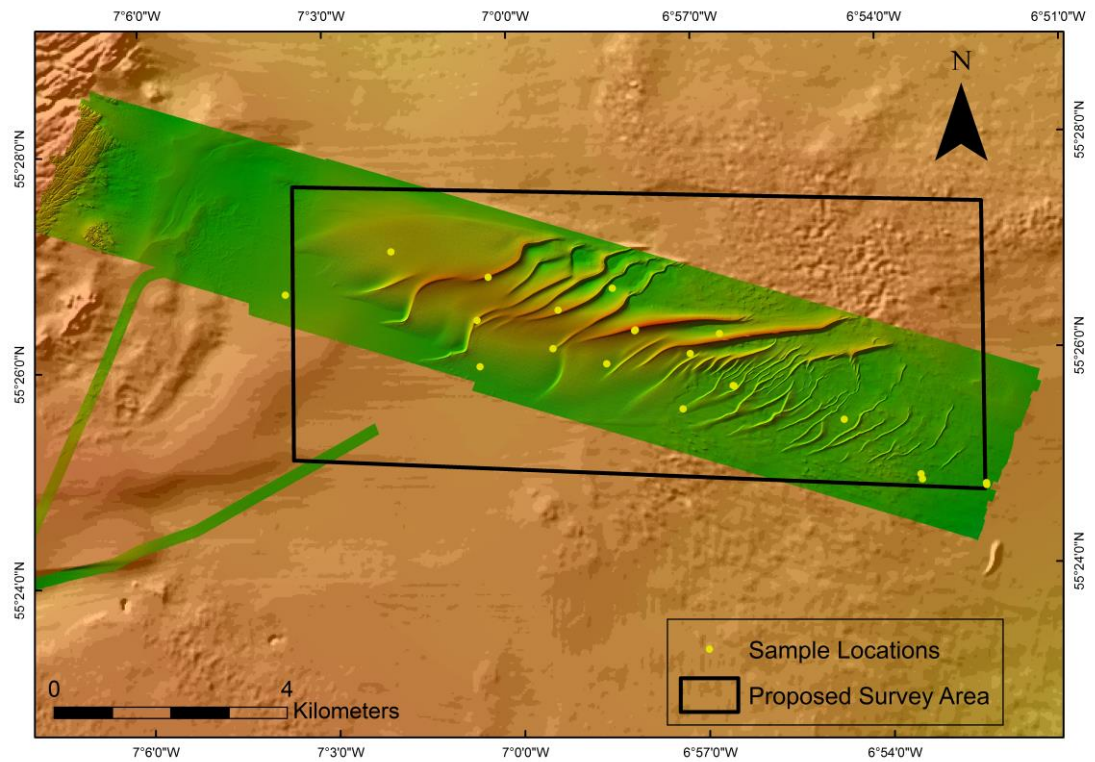 7°6'0"W
7°3'0"W
7°0'0"W
6°57'0"W
6°54'0"W
6°51'0"W
N
55°28'0"N
55°28'0"N
55°26'0"N
55°26'0"N
55°24'0"N
55°24'0"N
Sample Locations
Proposed Survey Area
0
4
Kilometers
7°6'0"W
7°3'0"W
7°0'0"W
6°57'0"W
6°54'0"W